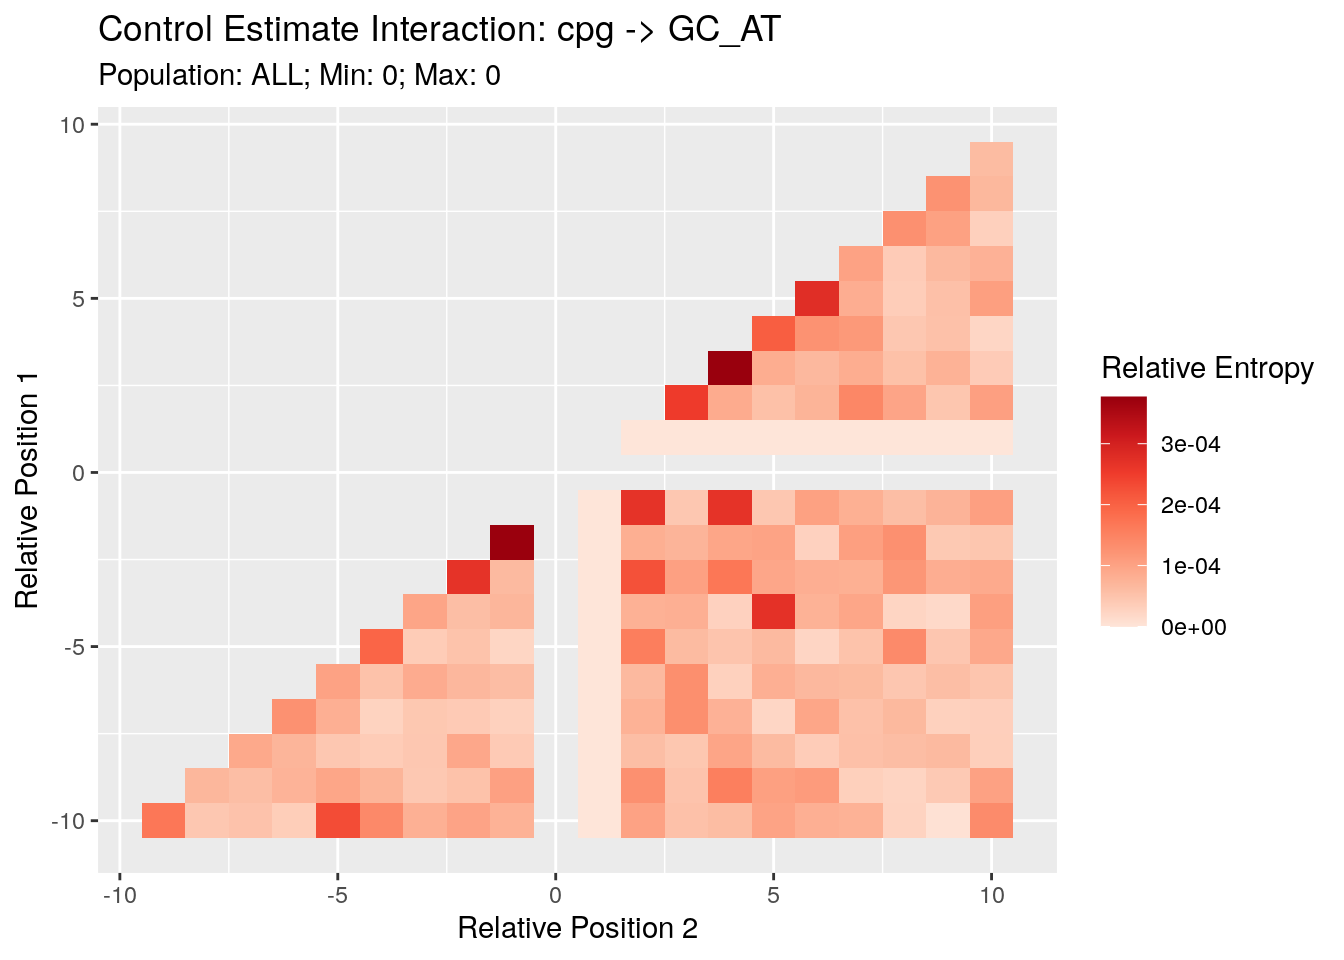 Control Estimate Interaction: cpg -> GC_AT
Population: ALL; Min: 0; Max: 0
Relative Position 1
10
5
0
-5
-10
-10
-5
0
5
10
Relative Position 2
Relative Entropy
3e-04
2e-04
1e-04
0e+00